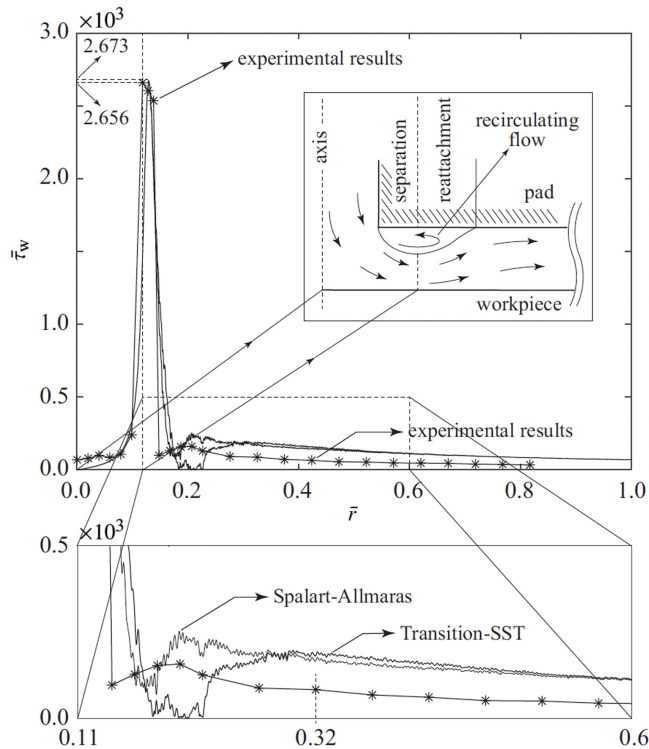 ×10³
3.0
2.673
2.656
experimental results
2.0
τ̄w
1.0
0.5
0.0
axis
separation
reattachment
recirculating
flow
pad
workpiece
experimental results
0.0
0.2
0.4
0.6
0.8
1.0
r̄
×10³
0.5
Spalart-Allmaras
Transition-SST
0.0
0.11
0.32
0.6